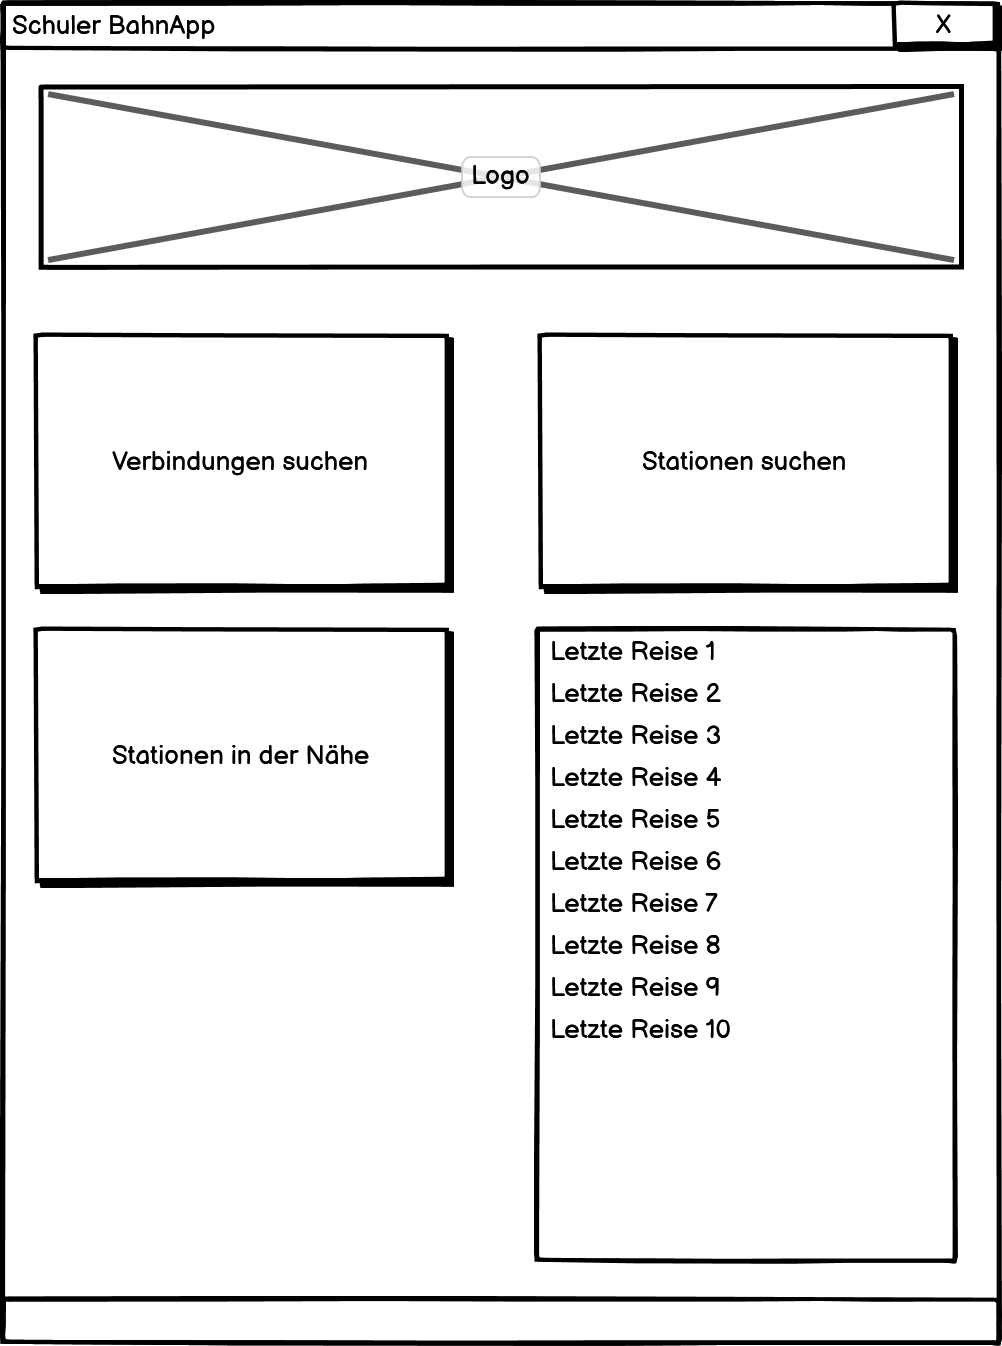 Schuler BahnApp
X
Logo
Verbindungen suchen
Stationen suchen
Stationen in der Nähe
Letzte Reise 1
Letzte Reise 2
Letzte Reise 3
Letzte Reise 4
Letzte Reise 5
Letzte Reise 6
Letzte Reise 7
Letzte Reise 8
Letzte Reise 9
Letzte Reise 10